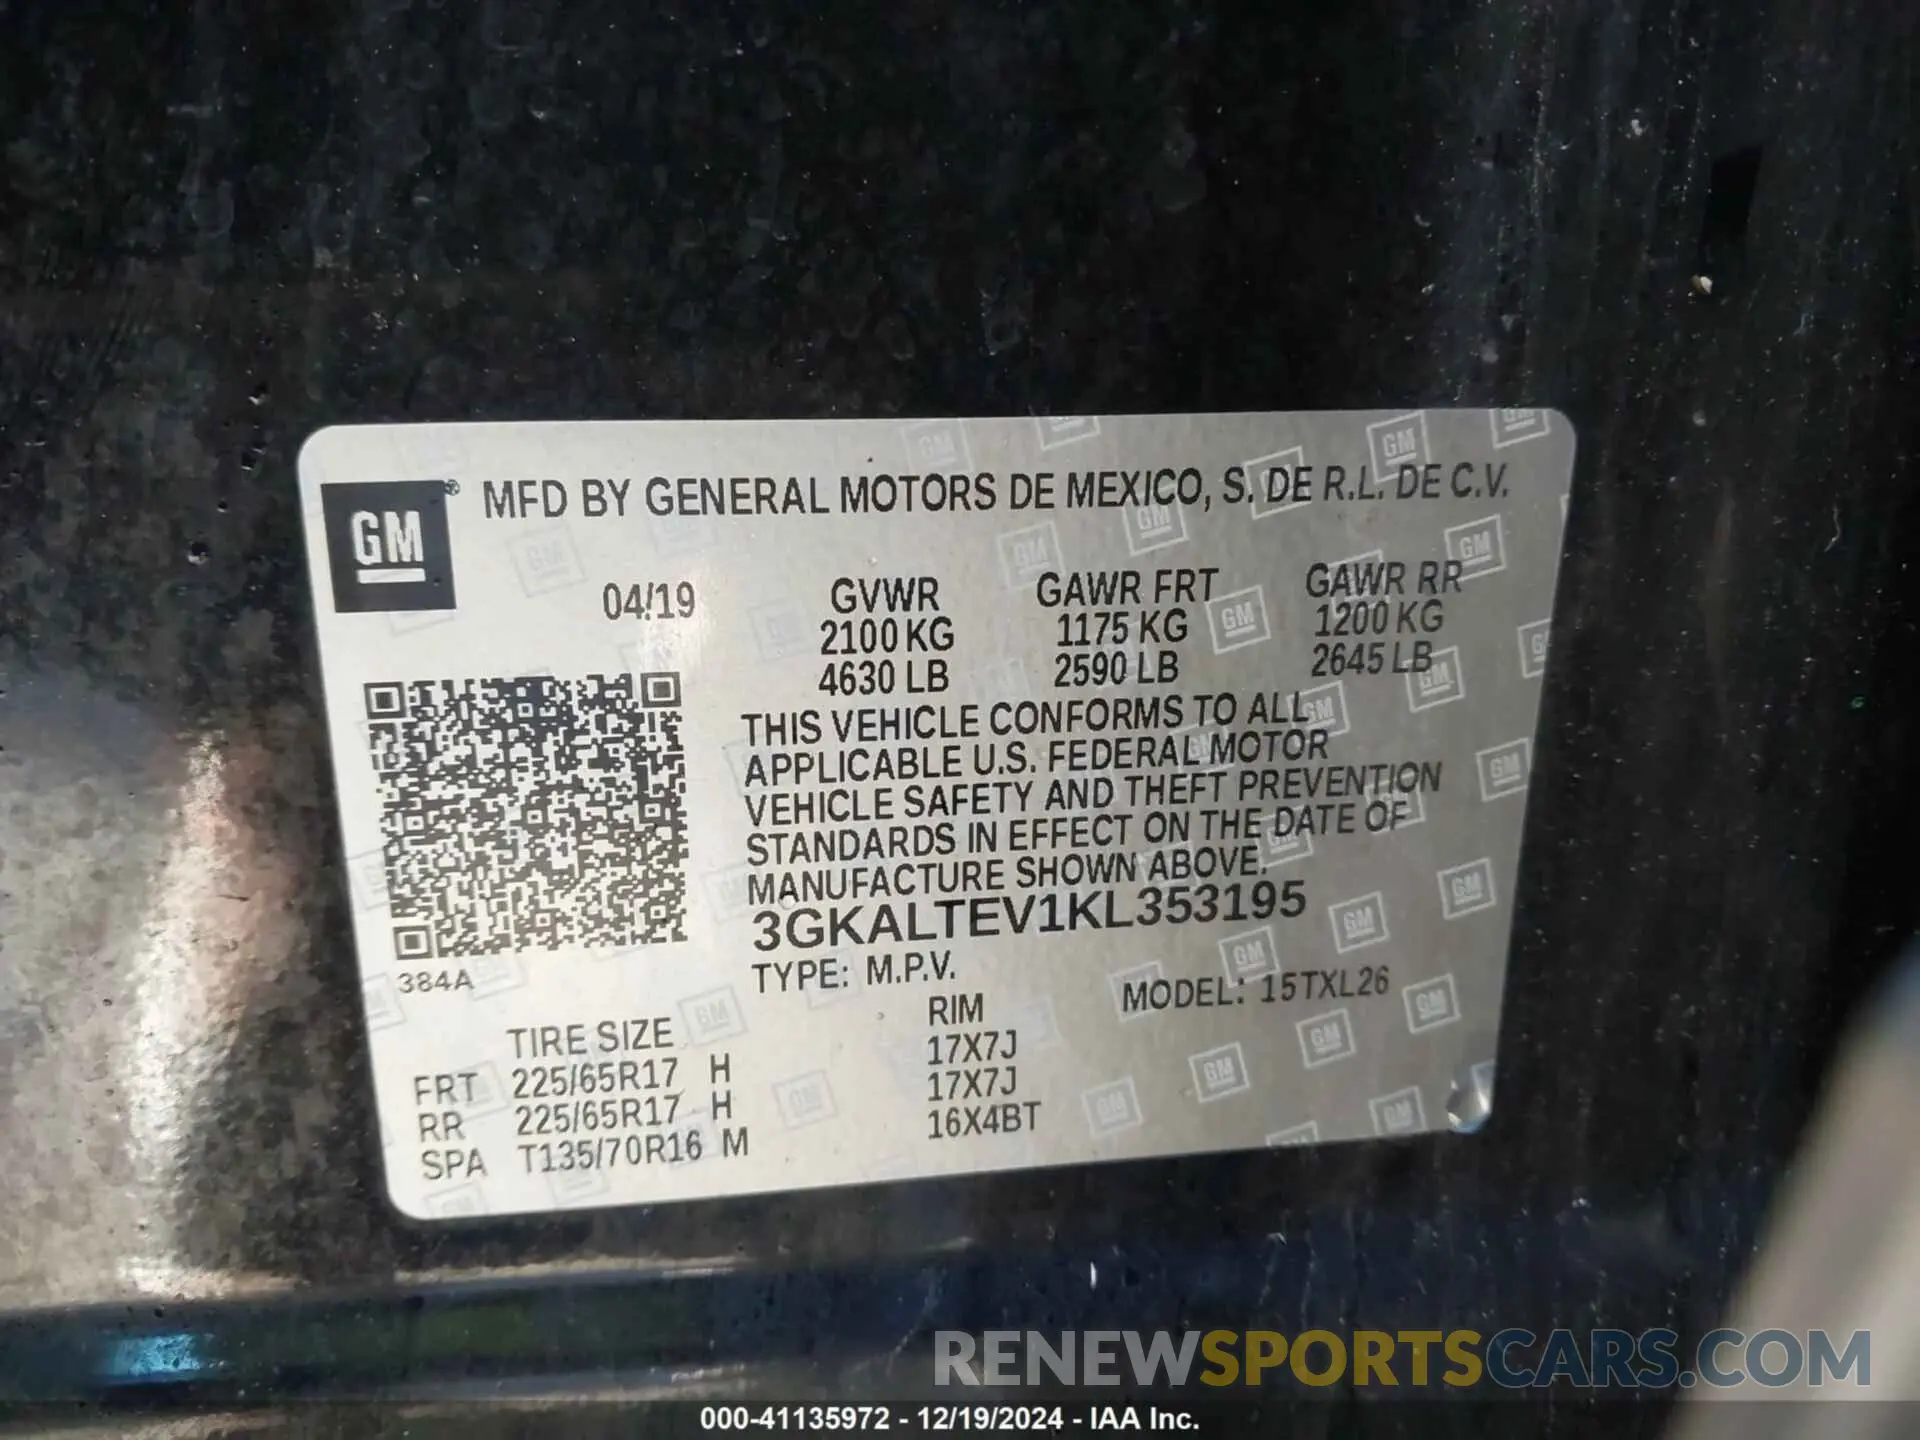 GM® MFD BY GENERAL MOTORS DE MEXICO, S. DE R.L. DE C.V.
04/19 GVWR GAWR FRT GAWR RR
2100 KG 1175 KG 1200 KG
4630 LB 2590 LB 2645 LB
THIS VEHICLE CONFORMS TO ALL
APPLICABLE U.S. FEDERAL MOTOR
VEHICLE SAFETY AND THEFT PREVENTION
STANDARDS IN EFFECT ON THE DATE OF
MANUFACTURE SHOWN ABOVE.
3GKALTEV1KL353195
384A
TYPE: M.P.V. MODEL: 15TXL26
TIRE SIZE RIM
FRT 225/65R17 H 17X7J
RR 225/65R17 H 17X7J
SPA T135/70R16 M 16X4BT
RENEWSPORTSCARS.COM
000-41135972 - 12/19/2024 - IAA Inc.